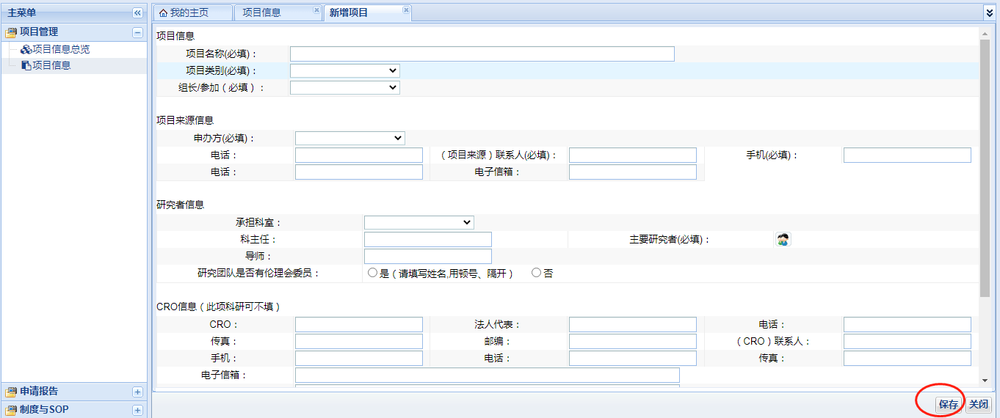 主菜单
项目管理
项目信息总览
项目信息
申请报告
制度与SOP
我的主页 项目信息 新增项目
项目信息
项目名称(必填)：
项目类别(必填)：
组长/参加（必填）：
项目来源信息
申办方(必填)：
电话： （项目来源）联系人(必填)： 手机(必填)：
电话： 电子信箱：
研究者信息
承担科室：
科主任： 主要研究者(必填)：
导师：
研究团队是否有伦理会委员： 是（请填写姓名,用顿号、隔开） 否
CRO信息（此项科研可不填）
CRO： 法人代表： 电话：
传真： 邮编： （CRO）联系人：
手机： 电话： 传真：
电子信箱：
保存 关闭